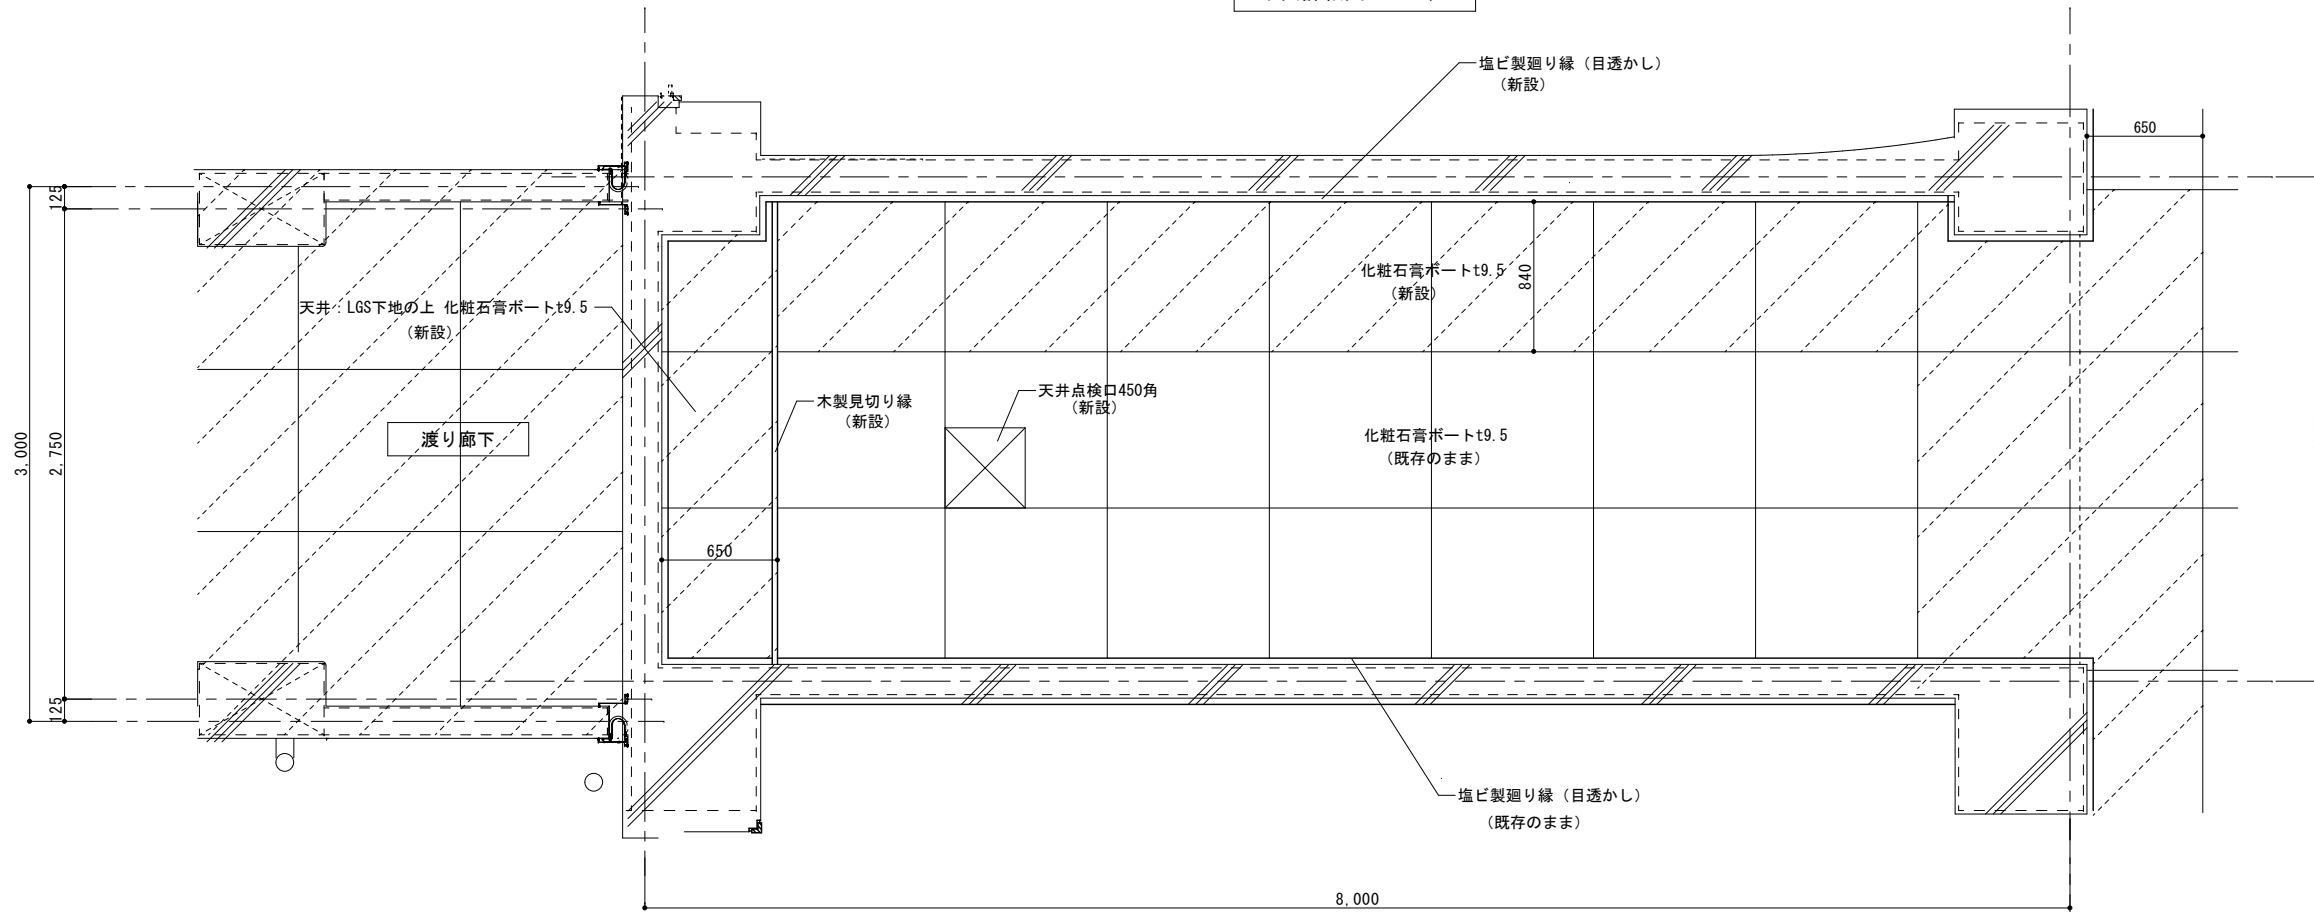 塩ビ製廻り縁（目透かし）
（新設）
650
125
化粧石膏ボートt9.5
（新設）
840
天井：LGS下地の上 化粧石膏ボートt9.5
（新設）
天井点検口450角
（新設）
木製見切り縁
（新設）
渡り廊下
化粧石膏ボートt9.5
（既存のまま）
3,000
2,750
650
125
塩ビ製廻り縁（目透かし）
（既存のまま）
8,000